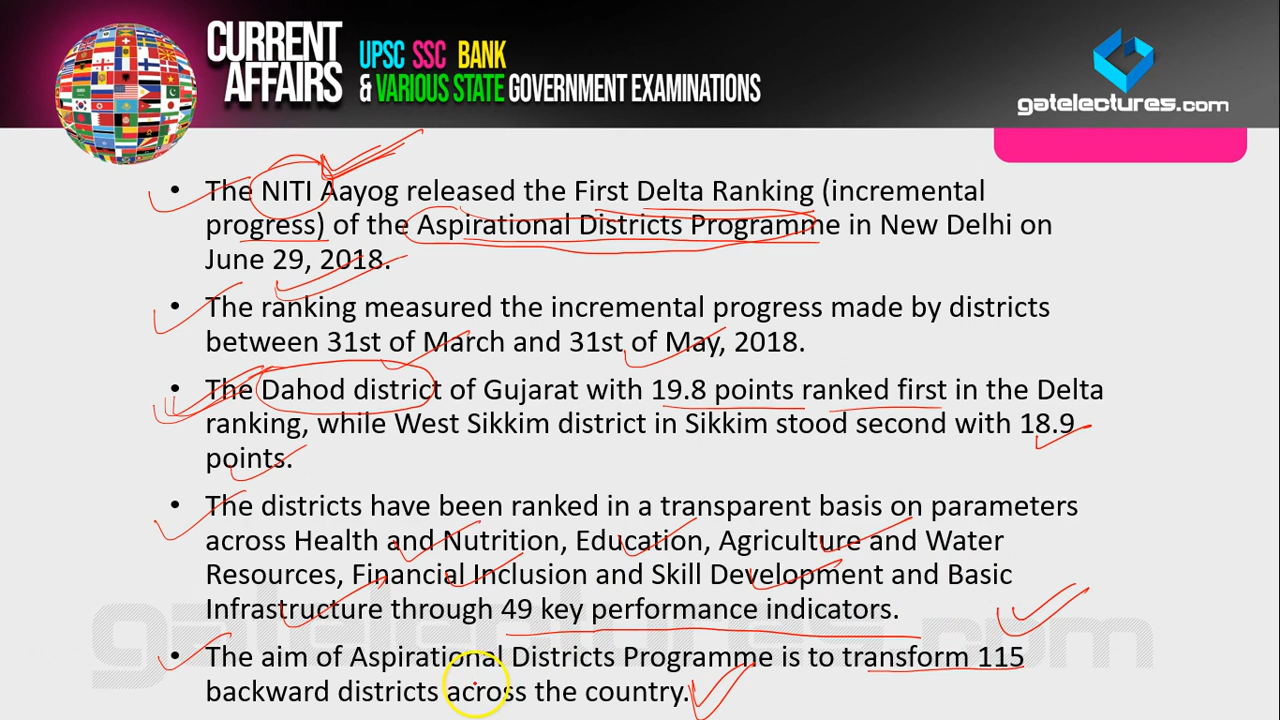 CURRENT
AFFAIRS
UPSC SSC BANK
& VARIOUS STATE GOVERNMENT EXAMINATIONS
gatelectures.com
• The NITI Aayog released the First Delta Ranking (incremental
progress) of the Aspirational Districts Programme in New Delhi on
June 29, 2018.
• The ranking measured the incremental progress made by districts
between 31st of March and 31st of May, 2018.
• The Dahod district of Gujarat with 19.8 points ranked first in the Delta
ranking, while West Sikkim district in Sikkim stood second with 18.9
points.
• The districts have been ranked in a transparent basis on parameters
across Health and Nutrition, Education, Agriculture and Water
Resources, Financial Inclusion and Skill Development and Basic
Infrastructure through 49 key performance indicators.
gatelectures.com
• The aim of Aspirational Districts Programme is to transform 115
backward districts across the country.